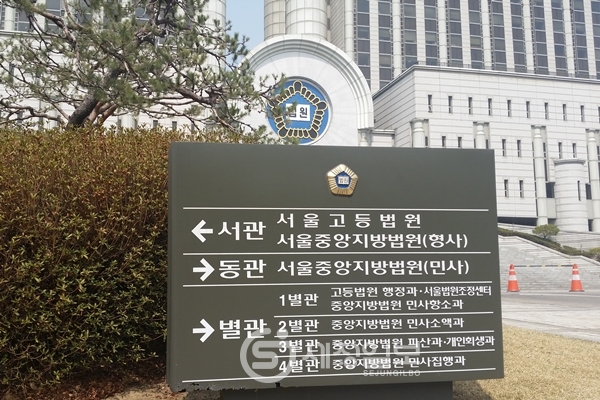 법원
← 서관 서울고등법원
서울중앙지방법원(형사)
→ 동관 서울중앙지방법원(민사)
→ 별관
1별관 고등법원 행정과·서울법원조정센터
중앙지방법원 민사항소과
2별관 중앙지방법원 민사소액과
3별관 중앙지방법원 파산과·개인회생과
4별관 중앙지방법원 민사집행과
세정일보
SEJUNGILBO